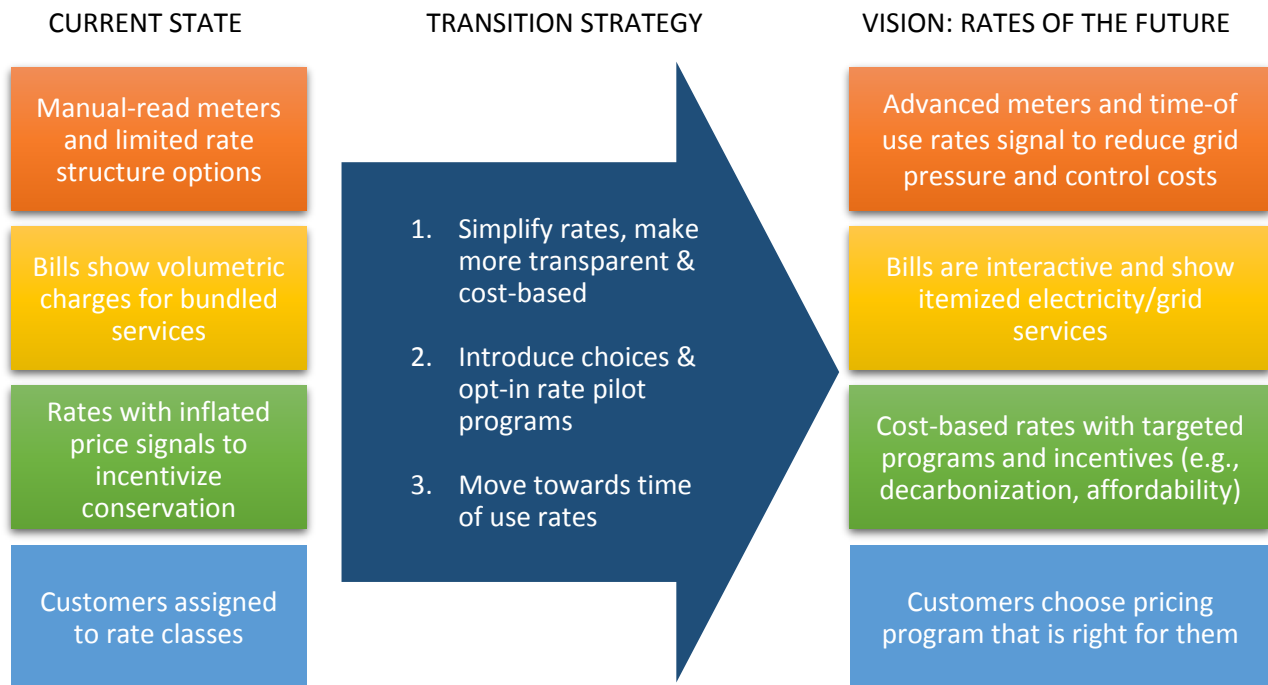 CURRENT STATE
Manual-read meters
and limited rate
structure options
Bills show volumetric
charges for bundled
services
Rates with inflated
price signals to
incentivize
conservation
Customers assigned
to rate classes
TRANSITION STRATEGY
1. Simplify rates, make
more transparent &
cost-based
2. Introduce choices &
opt-in rate pilot
programs
3. Move towards time
of use rates
VISION: RATES OF THE FUTURE
Advanced meters and time-of
use rates signal to reduce grid
pressure and control costs
Bills are interactive and show
itemized electricity/grid
services
Cost-based rates with targeted
programs and incentives (e.g.,
decarbonization, affordability)
Customers choose pricing
program that is right for them